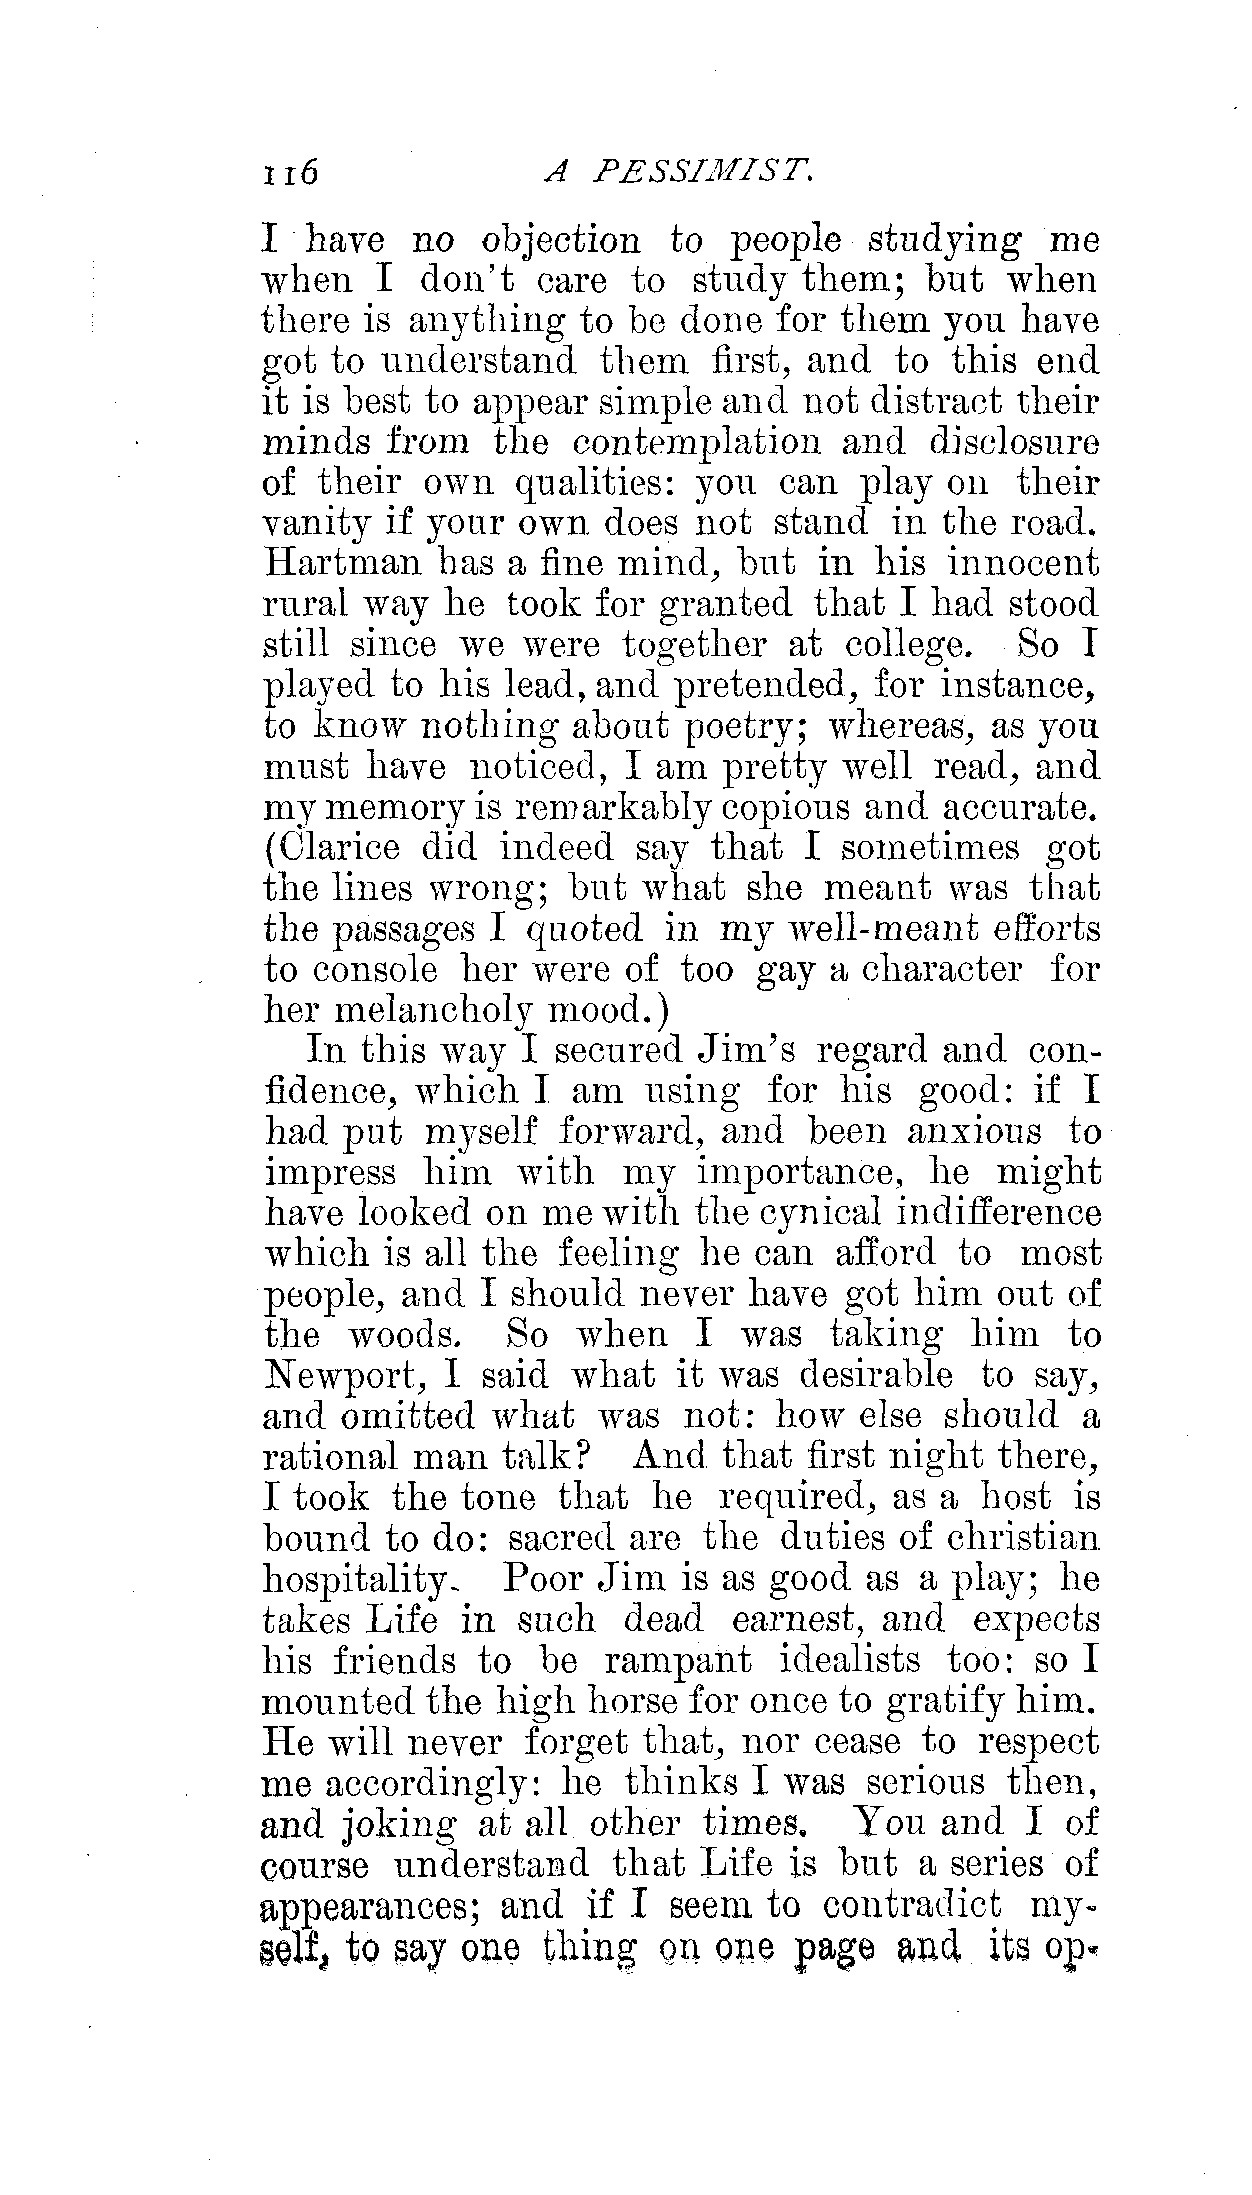 116 A PESSIMIST.
I have no objection to people studying me
when I don't care to study them; but when
there is anything to be done for them you have
got to understand them first, and to this end
it is best to appear simple and not distract their
minds from the contemplation and disclosure
of their own qualities: you can play on their
vanity if your own does not stand in the road.
Hartman has a fine mind, but in his innocent
rural way he took for granted that I had stood
still since we were together at college. So I
played to his lead, and pretended, for instance,
to know nothing about poetry; whereas, as you
must have noticed, I am pretty well read, and
my memory is remarkably copious and accurate.
(Clarice did indeed say that I sometimes got
the lines wrong; but what she meant was that
the passages I quoted in my well-meant efforts
to console her were of too gay a character for
her melancholy mood.)
In this way I secured Jim's regard and con-
fidence, which I am using for his good: if I
had put myself forward, and been anxious to
impress him with my importance, he might
have looked on me with the cynical indifference
which is all the feeling he can afford to most
people, and I should never have got him out of
the woods. So when I was taking him to
Newport, I said what it was desirable to say,
and omitted what was not: how else should a
rational man talk? And that first night there,
I took the tone that he required, as a host is
bound to do: sacred are the duties of christian
hospitality. Poor Jim is as good as a play; he
takes Life in such dead earnest, and expects
his friends to be rampant idealists too: so I
mounted the high horse for once to gratify him.
He will never forget that, nor cease to respect
me accordingly: he thinks I was serious then,
and joking at all other times. You and I of
course understand that Life is but a series of
appearances; and if I seem to contradict my-
self, to say one thing on one page and its op-